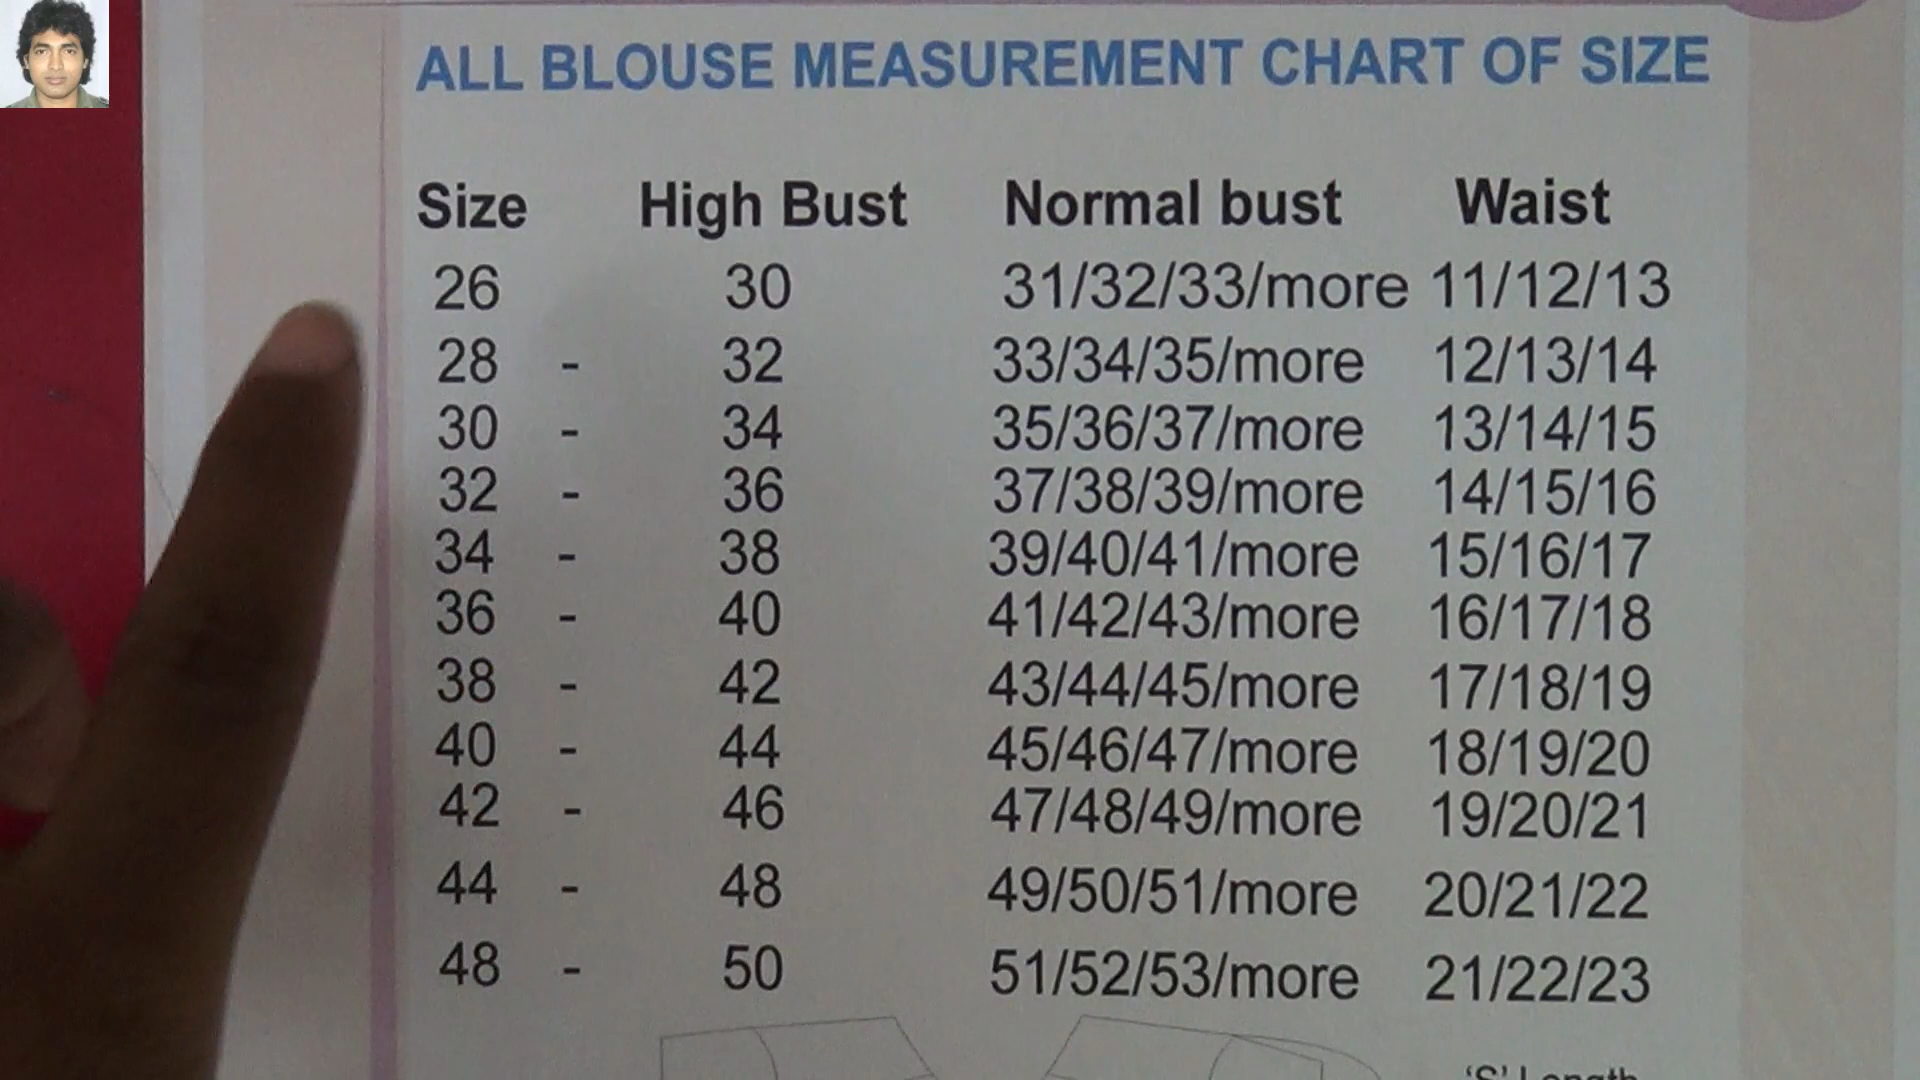 ALL BLOUSE MEASUREMENT CHART OF SIZE
Size High Bust Normal bust Waist
26 30 31/32/33/more 11/12/13
28 - 32 33/34/35/more 12/13/14
30 - 34 35/36/37/more 13/14/15
32 - 36 37/38/39/more 14/15/16
34 - 38 39/40/41/more 15/16/17
36 - 40 41/42/43/more 16/17/18
38 - 42 43/44/45/more 17/18/19
40 - 44 45/46/47/more 18/19/20
42 - 46 47/48/49/more 19/20/21
44 - 48 49/50/51/more 20/21/22
48 - 50 51/52/53/more 21/22/23
'S' Length